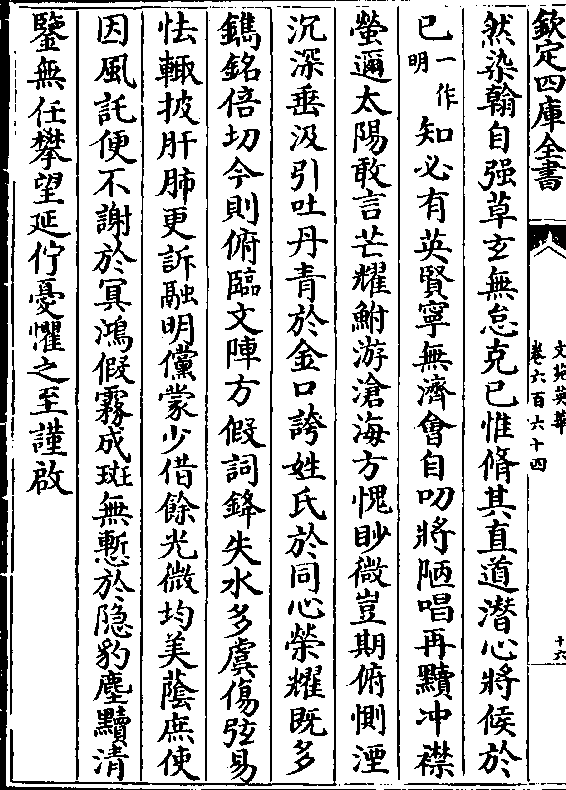 欽定四庫全書
文苑英華
卷六百六十四
十六
然染翰自强草玄無怠克已惟脩其直道潜心將候於
已一作明知必有英賢寧無濟會自叨將陋唱再黷冲襟
螢邇太陽敢言芒耀鮒游滄海方愧眇微豈期俯惻湮
沉深垂汲引吐丹青於金口誇姓氏於同心榮耀既多
鐫銘倍切今則俯臨文陣方假詞鋒失水多虞傷弦易
怯輙披肝肺更訴融明儻蒙少借餘光微均美蔭庶使
因風託便不謝於冥鴻假霧成斑無慙於隐豹塵黷清
鑒無任攀望延佇憂懼之至謹啟